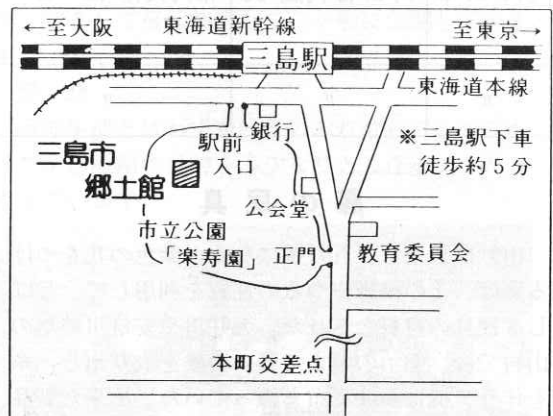 ←至大阪
東海道新幹線
至東京→
三島駅
東海道本線
銀行
駅前
入口
※三島駅下車
徒歩約5分
三島市
郷土館
公会堂
市立公園
「楽寿園」
正門
教育委員会
本町交差点